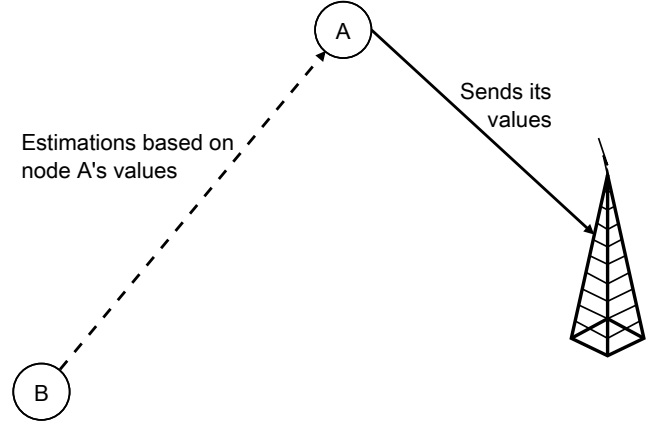 A
Sends its
values
Estimations based on
node A's values
B